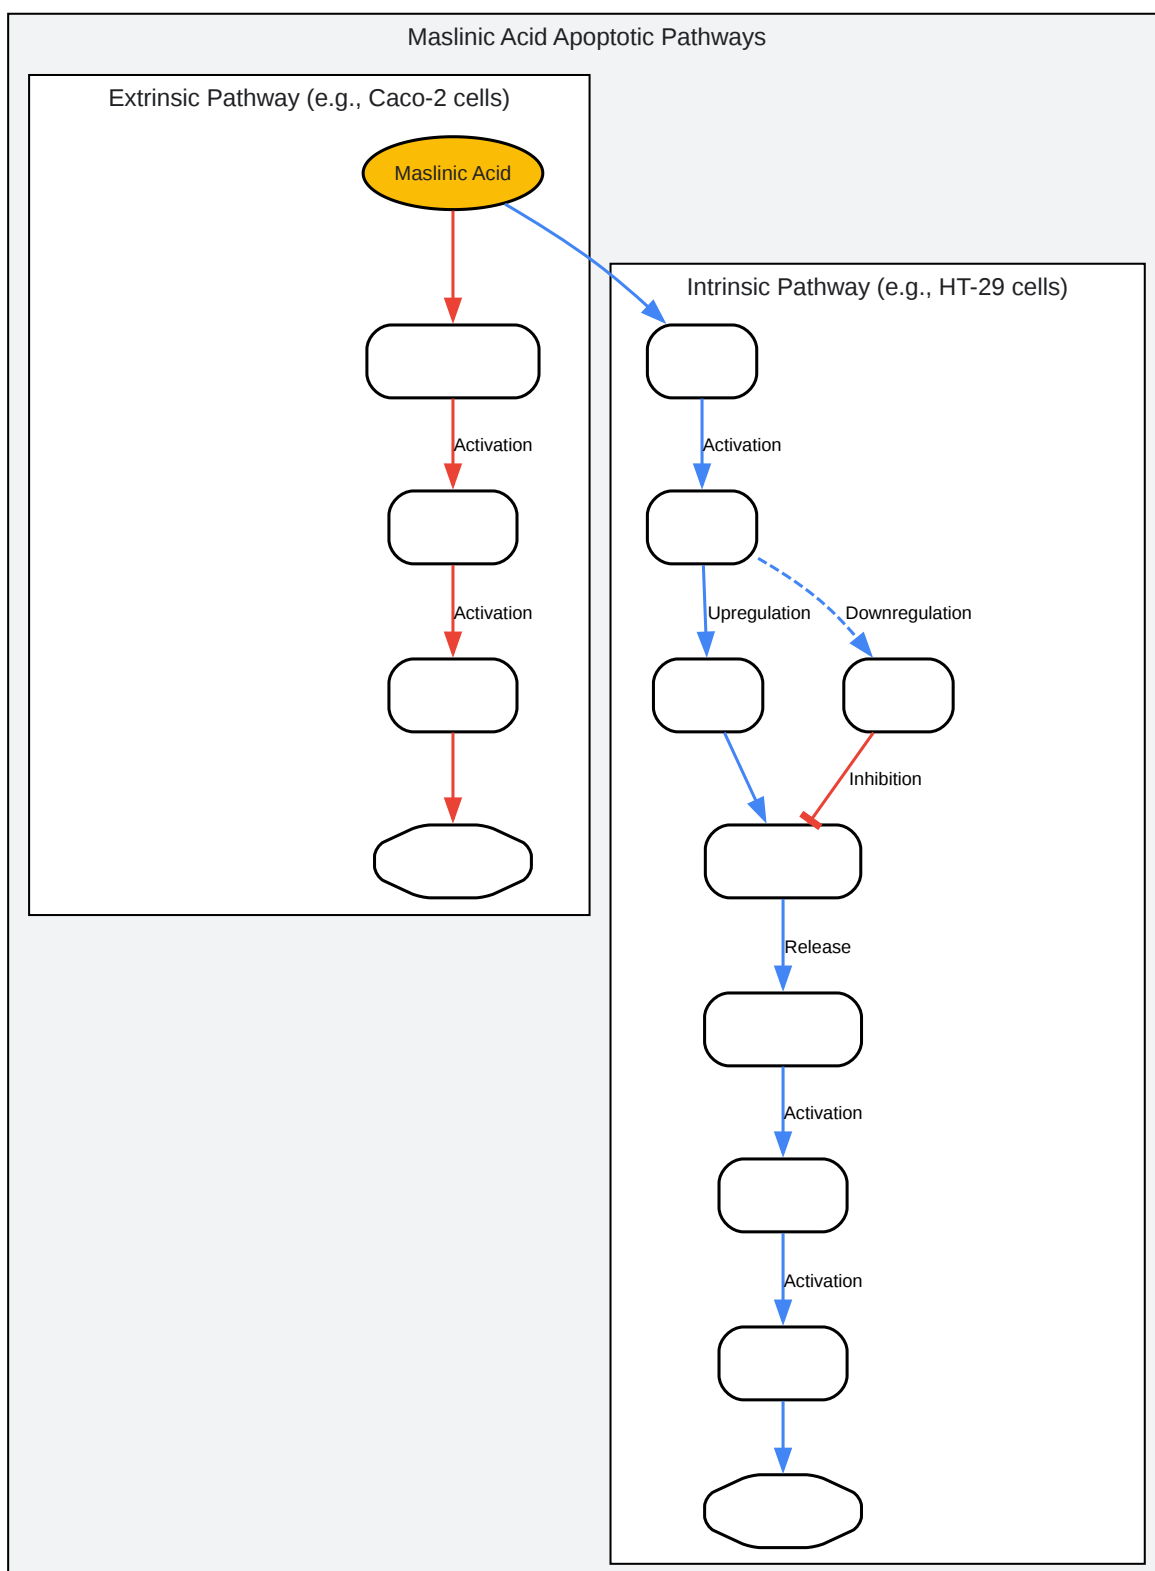 Maslinic Acid Apoptotic Pathways
Extrinsic Pathway (e.g., Caco-2 cells)
Maslinic Acid
Intrinsic Pathway (e.g., HT-29 cells)
Activation
Activation
Activation
Upregulation
Downregulation
Inhibition
Release
Activation
Activation